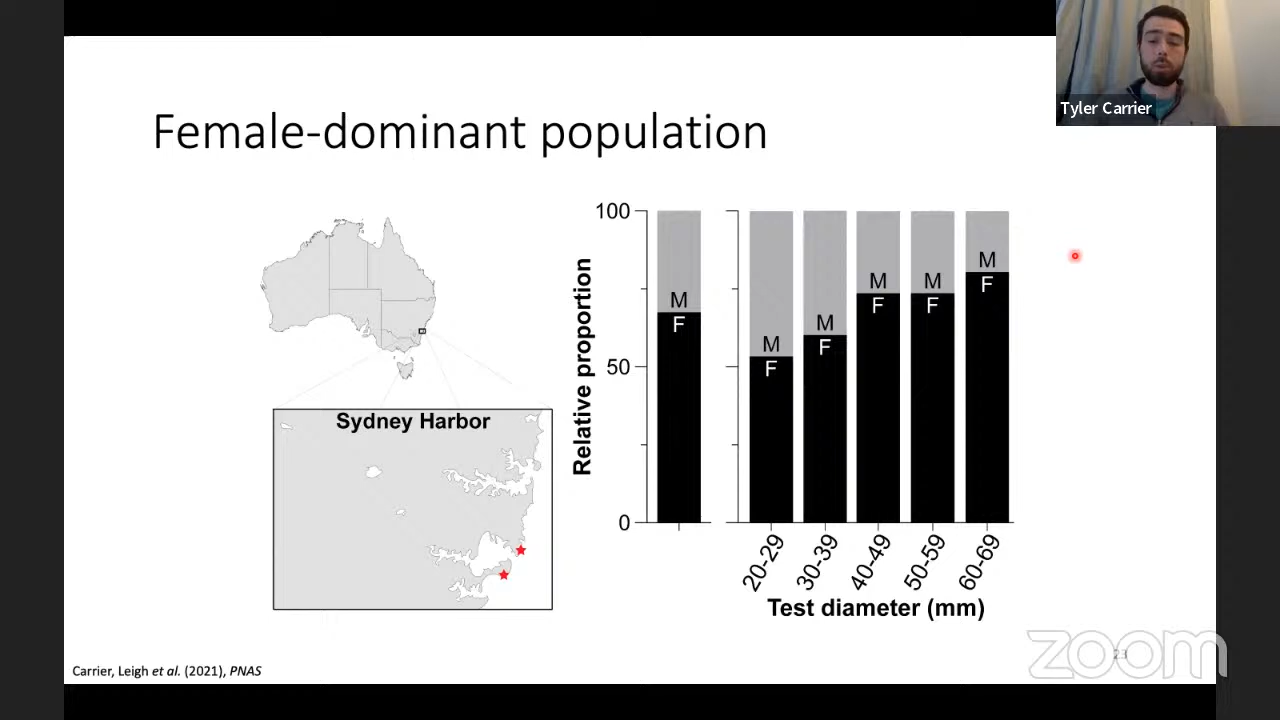 Tyler Carrier
Female-dominant population
Sydney Harbor
Relative proportion
100
50
0
M
F
M
F
M
F
M
F
M
F
M
F
20-29
30-39
40-49
50-59
60-69
Test diameter (mm)
Carrier, Leigh et al. (2021), PNAS
23
zoom